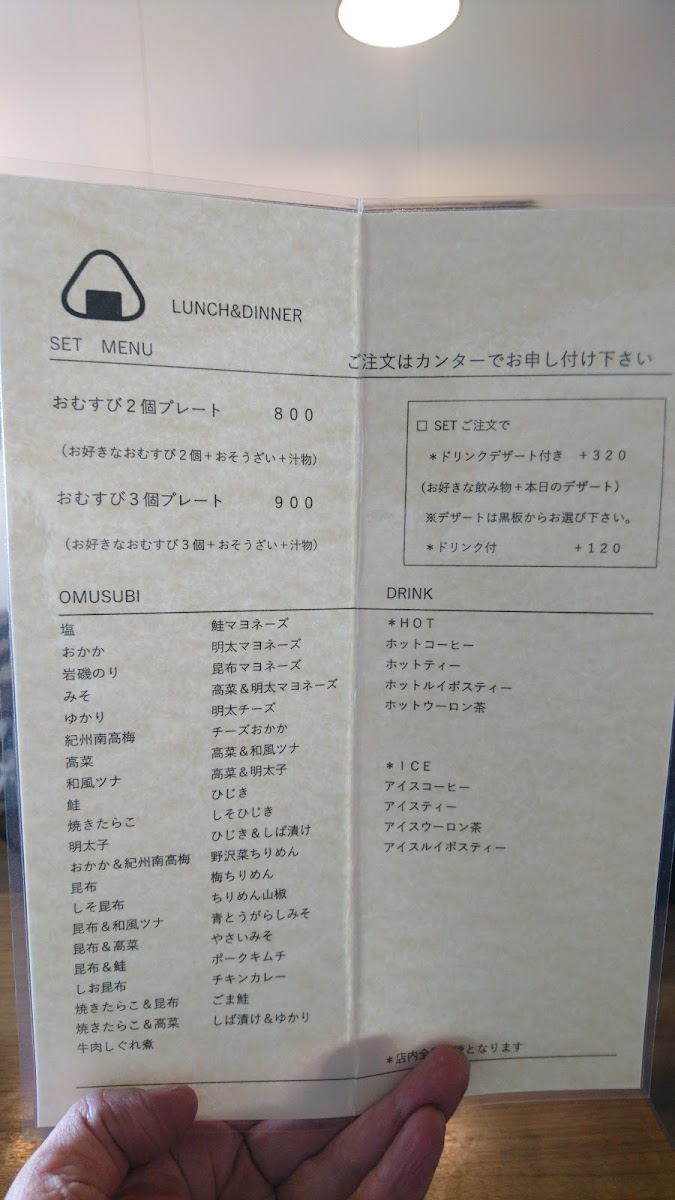 LUNCH&DINNER
SET MENU
ご注文はカンターでお申し付け下さい
おむすび2個プレート 800
(お好きなおむすび2個+おそうざい+汁物)
おむすび3個プレート 900
(お好きなおむすび3個+おそうざい+汁物)
□ SETご注文で
*ドリンクデザート付き +320
(お好きな飲み物+本日のデザート)
※デザートは黒板からお選び下さい。
*ドリンク付 +120
OMUSUBI
塩
おかか
岩磯のり
みそ
ゆかり
紀州南高梅
高菜
和風ツナ
鮭
焼きたらこ
明太子
おかか&紀州南高梅
昆布
しそ昆布
昆布&和風ツナ
昆布&高菜
昆布&鮭
しお昆布
焼きたらこ&昆布
焼きたらこ&高菜
牛肉しぐれ煮
鮭マヨネーズ
明太マヨネーズ
昆布マヨネーズ
高菜&明太マヨネーズ
明太チーズ
チーズおかか
高菜&和風ツナ
高菜&明太子
ひじき
しそひじき
ひじき&しば漬け
野沢菜ちりめん
梅ちりめん
ちりめん山椒
青とうがらしみそ
やさいみそ
ポークキムチ
チキンカレー
ごま鮭
しば漬け&ゆかり
DRINK
*HOT
ホットコーヒー
ホットティー
ホットルイボスティー
ホットウーロン茶
*ICE
アイスコーヒー
アイスティー
アイスウーロン茶
アイスルイボスティー
*店内全 となります